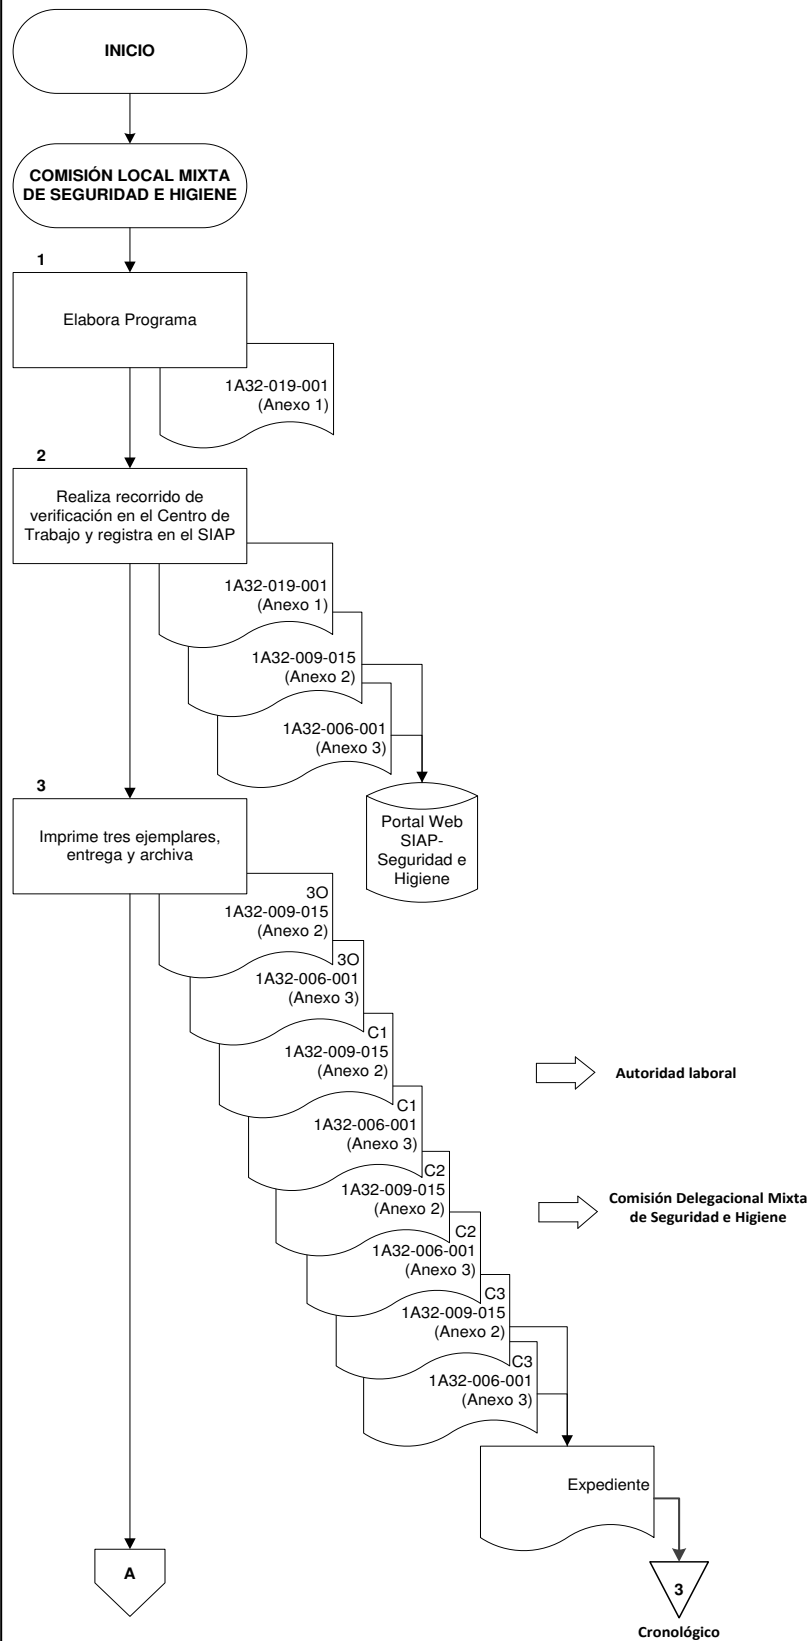 INICIO
COMISIÓN LOCAL MIXTA
DE SEGURIDAD E HIGIENE
1
Elabora Programa
1A32-019-001
(Anexo 1)
2
Realiza recorrido de
verificación en el Centro de
Trabajo y registra en el SIAP
1A32-019-001
(Anexo 1)
1A32-009-015
(Anexo 2)
1A32-006-001
(Anexo 3)
Portal Web
SIAP-
Seguridad e
Higiene
3
Imprime tres ejemplares,
entrega y archiva
3O
1A32-009-015
(Anexo 2)
3O
1A32-006-001
(Anexo 3)
C1
1A32-009-015
(Anexo 2)
Autoridad laboral
C1
1A32-006-001
(Anexo 3)
C2
1A32-009-015
(Anexo 2)
Comisión Delegacional Mixta
de Seguridad e Higiene
C2
1A32-006-001
(Anexo 3)
C3
1A32-009-015
(Anexo 2)
C3
1A32-006-001
(Anexo 3)
Expediente
A
3
Cronológico